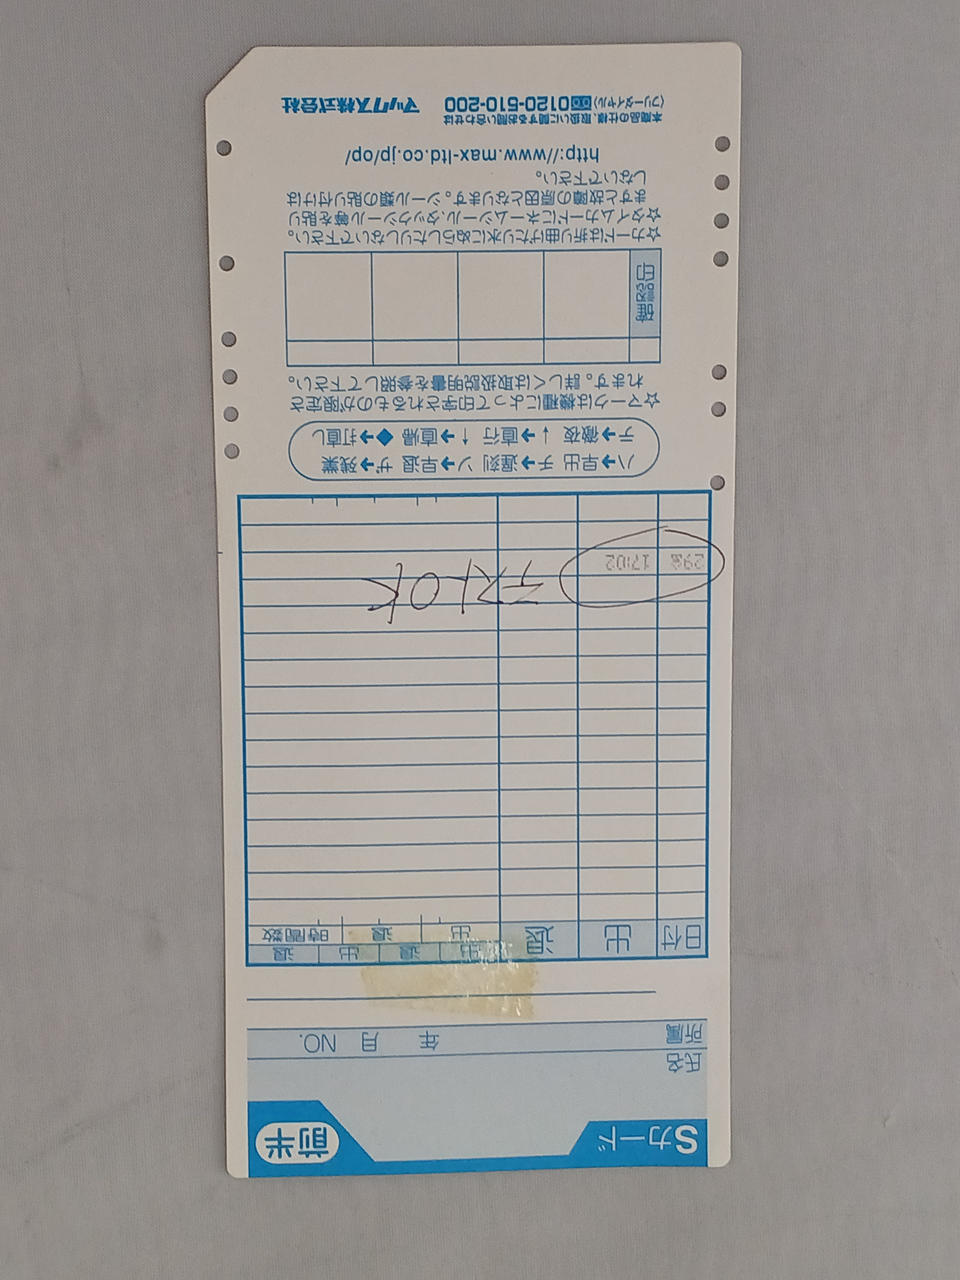 Sカード 前半
氏名
所属 年 月 NO.
日付 出 退 出 退 出 退
出 退 時間数
29金 17:02
テストOK
ハ→早出 チ→遅刻 ソ→早退 ザ→残業
テ→徹夜 ↓→直行 ↑→直帰 ◆→打直し
☆マークは機種によって印字されるものが限定さ
れます。詳しくは取扱説明書を参照して下さい。
確認印
☆カードは折り曲げたり水にぬらしたりしないで下さい。
☆タイムカードにネームシール、タックシール等を貼り
ますと故障の原因となります。シール類の貼り付けは
しないで下さい。
http://www.max-ltd.co.jp/op/
本商品の仕様、取扱いに関するお問い合わせは
(フリーダイヤル) 0120-510-200 マックス株式会社